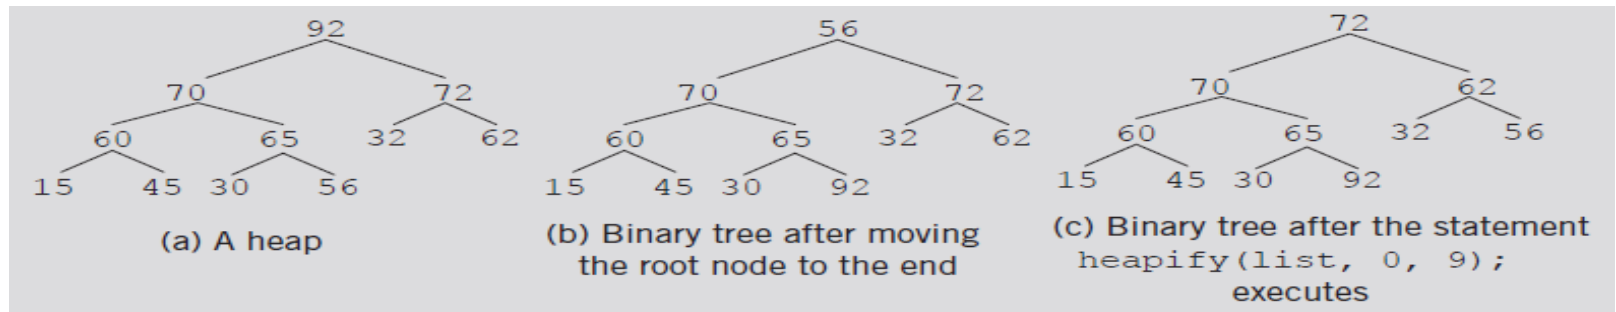 92
70 72
60 65 32 62
15 45 30 56
(a) A heap
56
70 72
60 65 32 62
15 45 30 92
(b) Binary tree after moving
the root node to the end
72
70 62
60 65 32 56
15 45 30 92
(c) Binary tree after the statement
heapify(list, 0, 9);
executes